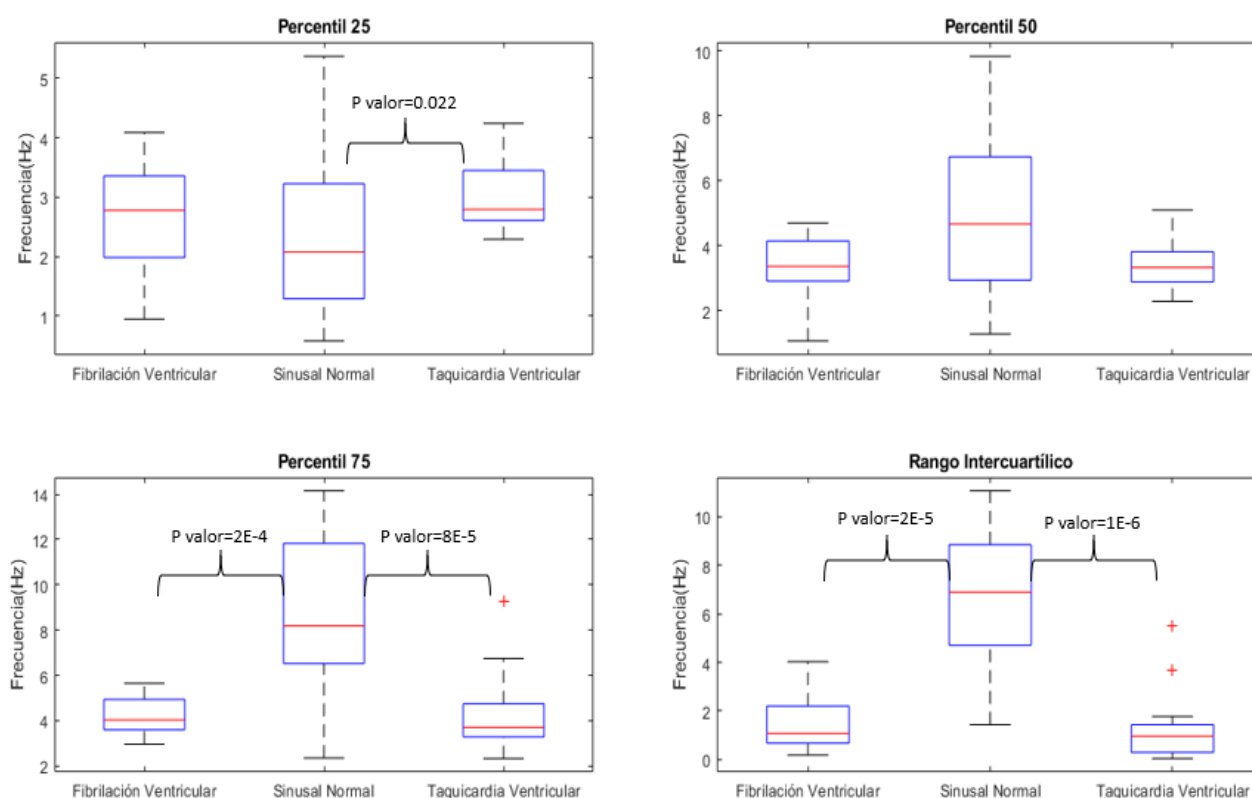 Percentil 25
Frecuencia(Hz)
5
4
3
2
1
P valor=0.022
Fibrilación Ventricular
Sinusal Normal
Taquicardia Ventricular
Percentil 50
Frecuencia(Hz)
10
8
6
4
2
Fibrilación Ventricular
Sinusal Normal
Taquicardia Ventricular
Percentil 75
Frecuencia(Hz)
14
12
10
8
6
4
2
P valor=2E-4
P valor=8E-5
Fibrilación Ventricular
Sinusal Normal
Taquicardia Ventricular
Rango Intercuartílico
Frecuencia(Hz)
10
8
6
4
2
0
P valor=2E-5
P valor=1E-6
Fibrilación Ventricular
Sinusal Normal
Taquicardia Ventricular